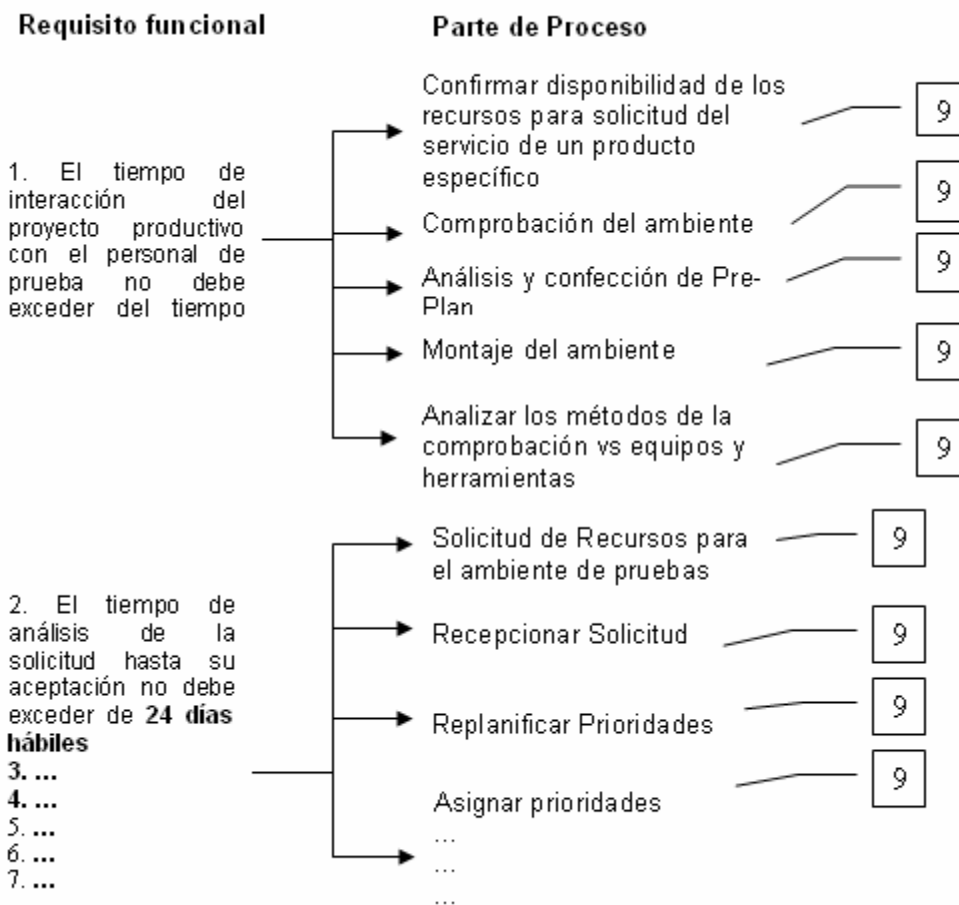 Requisito funcional
Parte de Proceso
1. El tiempo de
interacción del
proyecto productivo
con el personal de
prueba no debe
exceder del tiempo
Confirmar disponibilidad de los
recursos para solicitud del
servicio de un producto
específico
9
Comprobación del ambiente
9
Análisis y confección de Pre-
Plan
9
Montaje del ambiente
9
Analizar los métodos de la
comprobación vs equipos y
herramientas
9
2. El tiempo de
análisis de la
solicitud hasta su
aceptación no debe
exceder de 24 días
hábiles
3. ...
4. ...
5. ...
6. ...
7. ...
Solicitud de Recursos para
el ambiente de pruebas
9
Recepcionar Solicitud
9
Replanificar Prioridades
9
Asignar prioridades
9
...
...
...